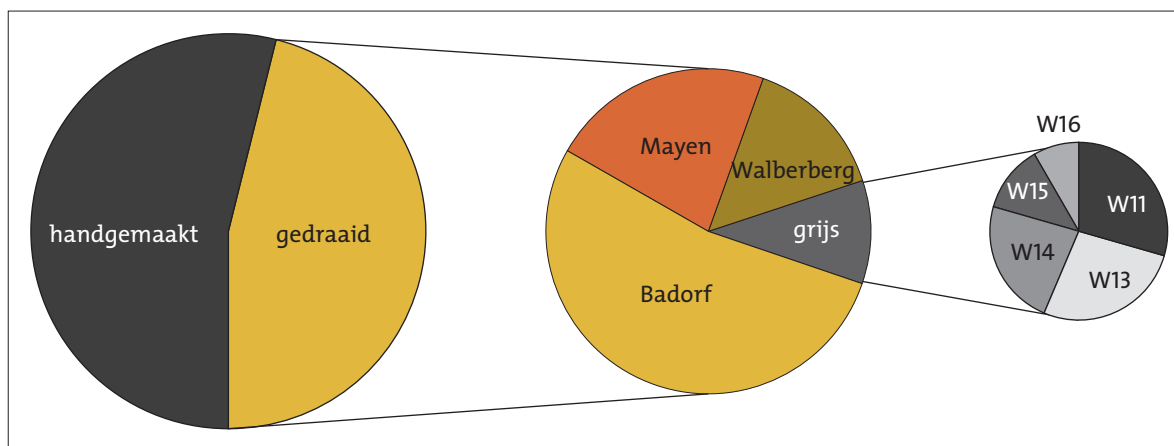 handgemaakt
gedraaid
Mayen
Walberberg
grijs
Badorf
W16
W15
W11
W14
W13